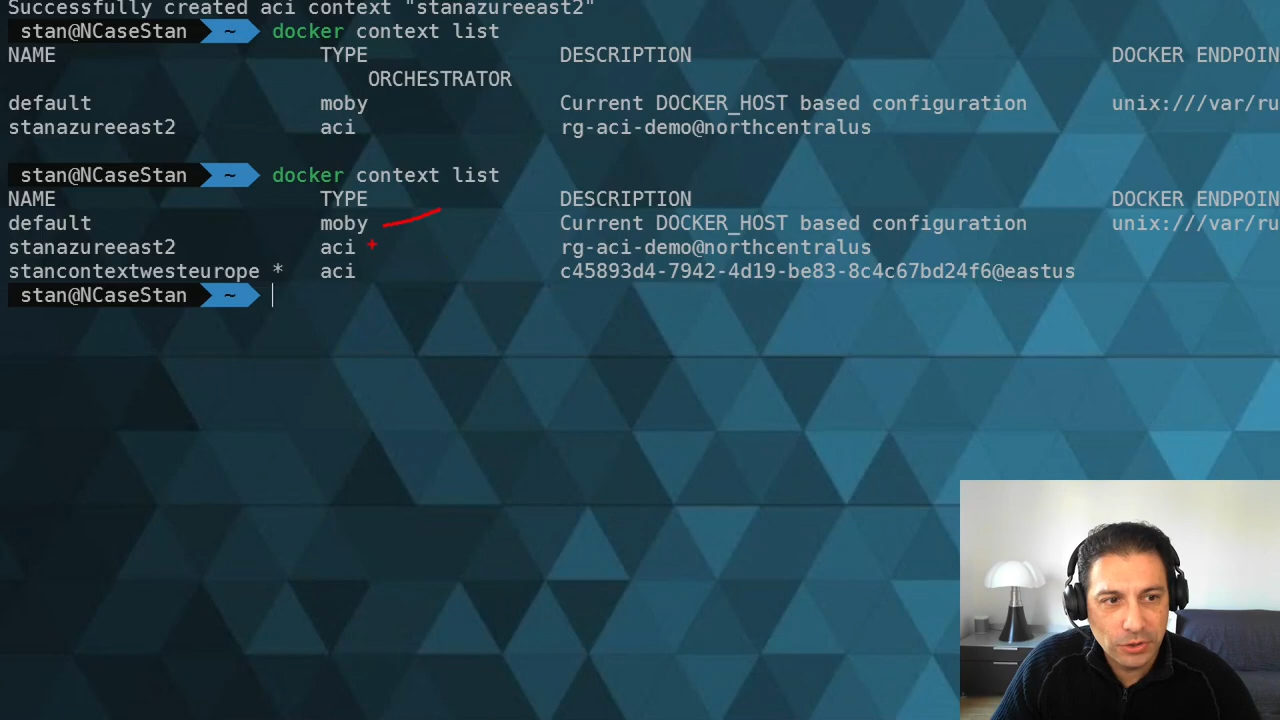 Successfully created aci context "stanazureeast2"
stan@NCaseStan ~ docker context list
NAME TYPE DESCRIPTION DOCKER ENDPOIN
ORCHESTRATOR
default moby Current DOCKER_HOST based configuration unix:///var/ru
stanazureeast2 aci rg-aci-demo@northcentralus
stan@NCaseStan ~ docker context list
NAME TYPE DESCRIPTION DOCKER ENDPOIN
default moby Current DOCKER_HOST based configuration unix:///var/ru
stanazureeast2 aci rg-aci-demo@northcentralus
stancontextwesteurope * aci c45893d4-7942-4d19-be83-8c4c67bd24f6@eastus
stan@NCaseStan ~